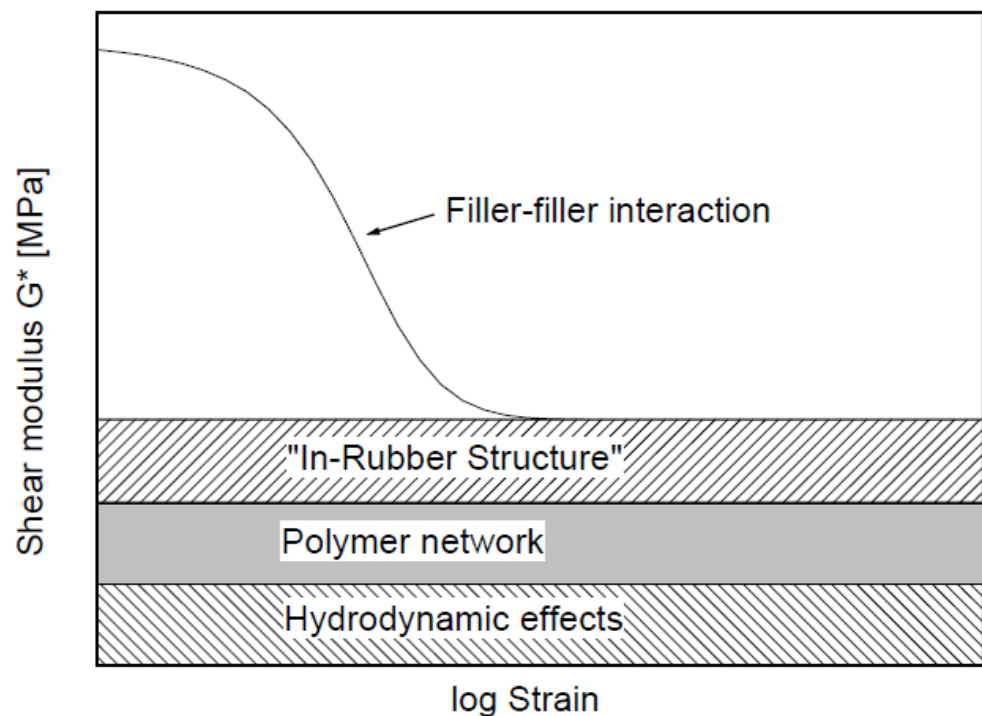 Shear modulus G* [MPa]
Filler-filler interaction
"In-Rubber Structure"
Polymer network
Hydrodynamic effects
log Strain